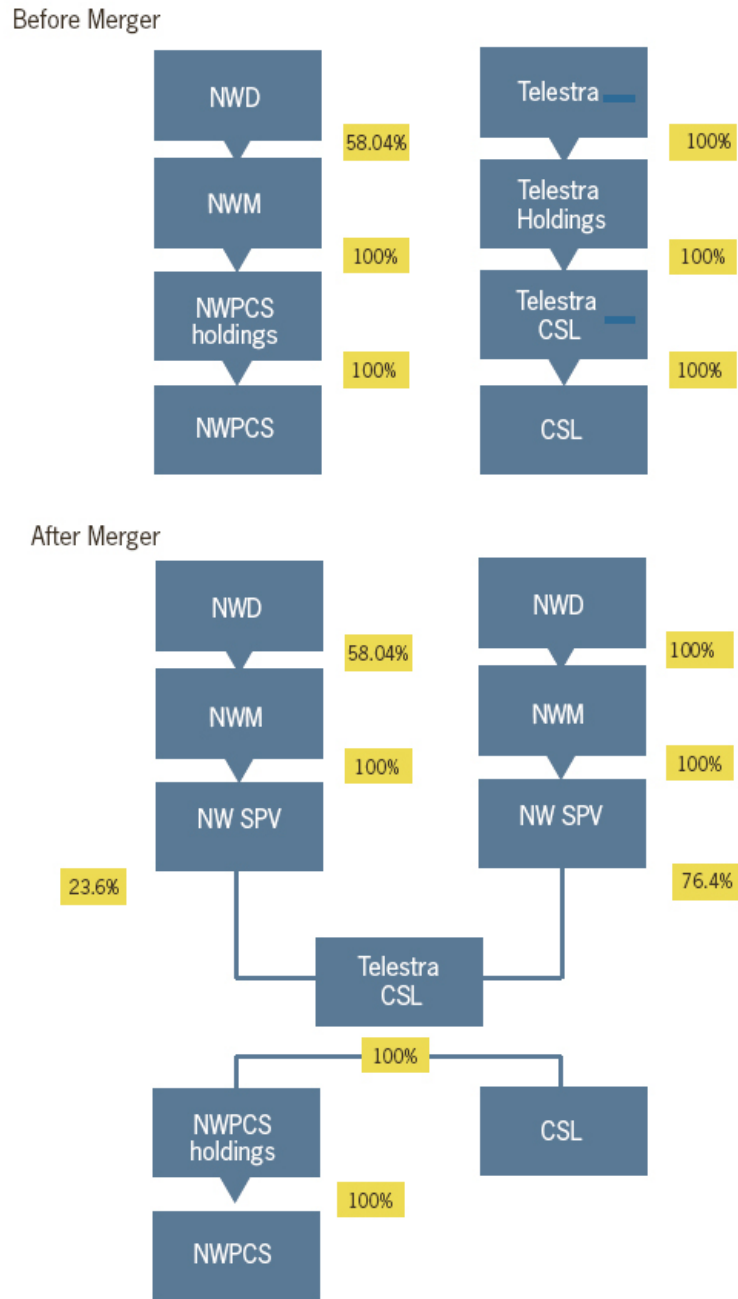 Before Merger
NWD
Telestra
58.04%
100%
NWM
Telestra
Holdings
100%
100%
NWPCS
holdings
Telestra
CSL
100%
100%
NWPCS
CSL
After Merger
NWD
NWD
58.04%
100%
NWM
NWM
100%
100%
NW SPV
NW SPV
23.6%
76.4%
Telestra
CSL
100%
NWPCS
holdings
CSL
100%
NWPCS